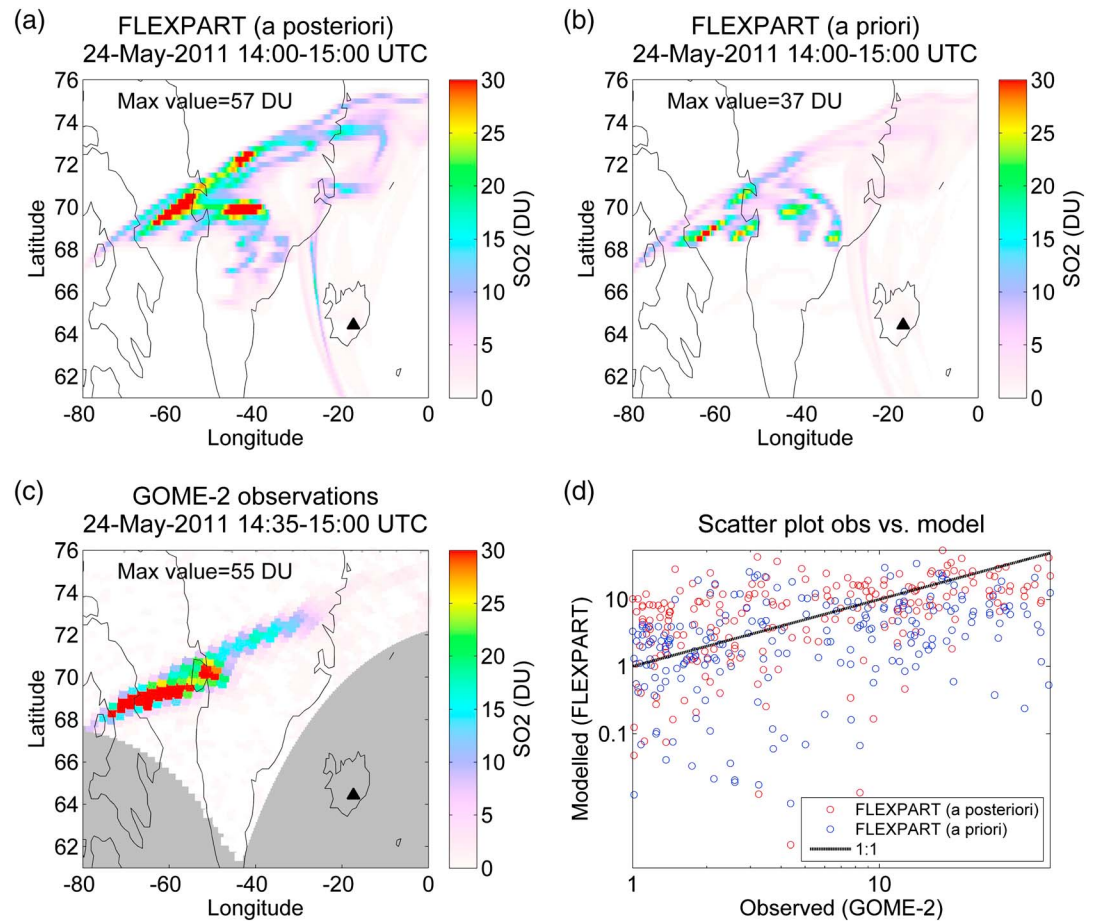 (a)
FLEXPART (a posteriori)
24-May-2011 14:00-15:00 UTC
Max value=57 DU
76
74
72
70
68
66
64
62
Latitude
-80
-60
-40
-20
0
Longitude
30
25
20
15
10
5
0
SO2 (DU)
(b)
FLEXPART (a priori)
24-May-2011 14:00-15:00 UTC
Max value=37 DU
76
74
72
70
68
66
64
62
Latitude
-80
-60
-40
-20
0
Longitude
30
25
20
15
10
5
0
SO2 (DU)
(c)
GOME-2 observations
24-May-2011 14:35-15:00 UTC
Max value=55 DU
76
74
72
70
68
66
64
62
Latitude
-80
-60
-40
-20
0
Longitude
30
25
20
15
10
5
0
SO2 (DU)
(d)
Scatter plot obs vs. model
10
1
0.1
Modelled (FLEXPART)
FLEXPART (a posteriori)
FLEXPART (a priori)
1:1
1
10
Observed (GOME-2)